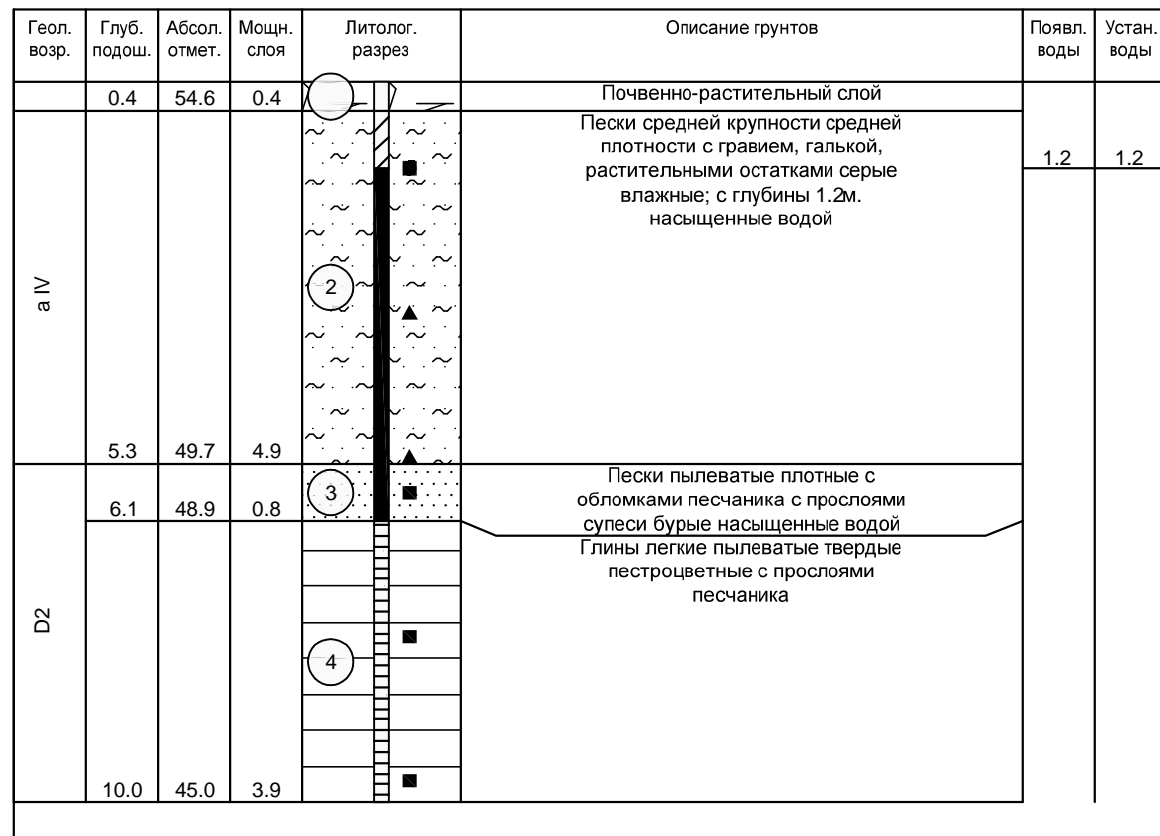 Геол. возр.
Глуб. подош.
Абсол. отмет.
Мощн. слоя
Литолог. разрез
Описание грунтов
Появл. воды
Устан. воды
0.4 54.6 0.4 Почвенно-растительный слой
Пески средней крупности средней
плотности с гравием, галькой,
растительными остатками серые
влажные; с глубины 1.2м.
насыщенные водой
1.2 1.2
a IV
2
5.3 49.7 4.9
Пески пылеватые плотные с
обломками песчаника с прослоями
супеси бурые насыщенные водой
3
6.1 48.9 0.8
Глины легкие пылеватые твердые
пестроцветные с прослоями
песчаника
D2
4
10.0 45.0 3.9